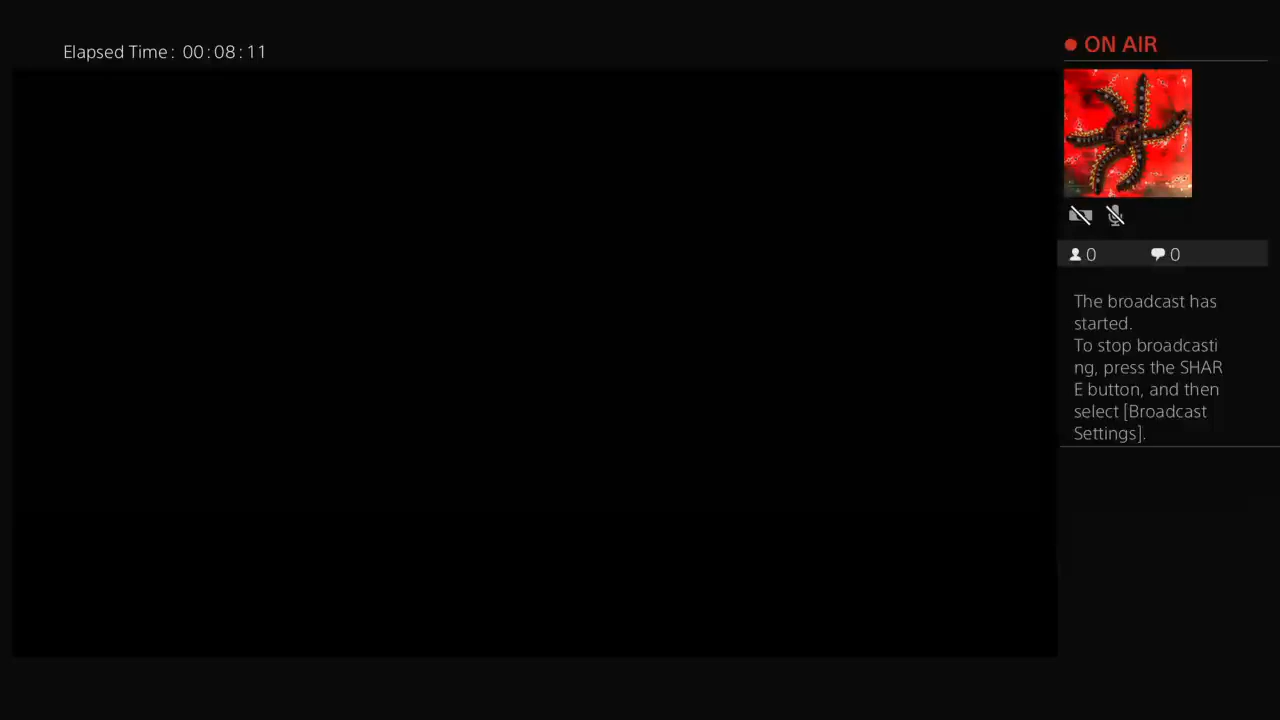 Elapsed Time: 00:08:11
ON AIR
0 0
The broadcast has
started.
To stop broadcasti
ng, press the SHAR
E button, and then
select [Broadcast
Settings].